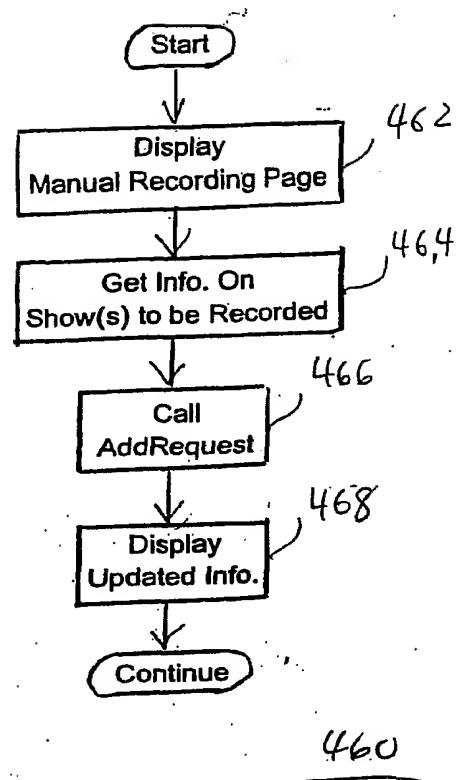 Start
Display
Manual Recording Page
462
Get Info. On
Show(s) to be Recorded
464
Call
AddRequest
466
Display
Updated Info.
468
Continue
460